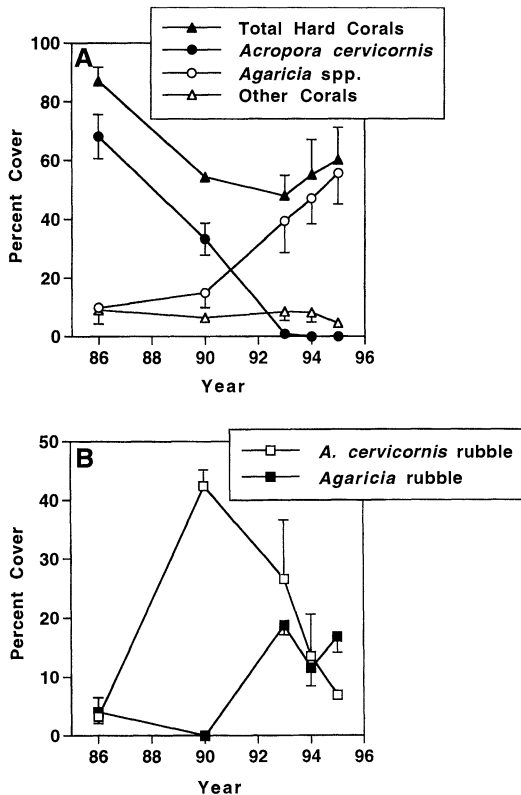 Total Hard Corals
Acropora cervicornis
Agaricia spp.
Other Corals
A
100
80
60
40
20
0
Percent Cover
86 88 90 92 94 96
Year
A. cervicornis rubble
Agaricia rubble
B
50
40
30
20
10
0
Percent Cover
86 88 90 92 94 96
Year